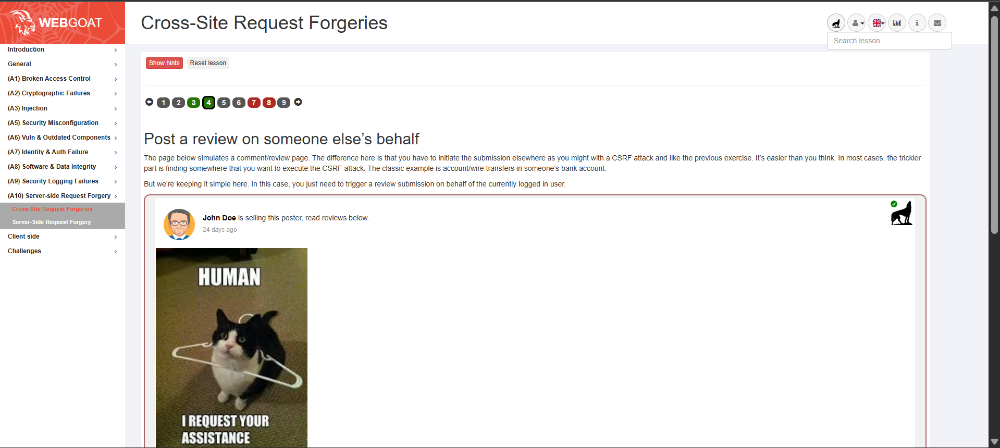 WEBGOAT
Cross-Site Request Forgeries
Search lesson
Introduction
General
(A1) Broken Access Control
(A2) Cryptographic Failures
(A3) Injection
(A5) Security Misconfiguration
(A6) Vuln & Outdated Components
(A7) Identity & Auth Failure
(A8) Software & Data Integrity
(A9) Security Logging Failures
(A10) Server-side Request Forgery
Cross-Site Request Forgeries
Server-Side Request Forgery
Client side
Challenges
Show hints Reset lesson
1 2 3 4 5 6 7 8 9
Post a review on someone else’s behalf
The page below simulates a comment/review page. The difference here is that you have to initiate the submission elsewhere as you might with a CSRF attack and like the previous exercise. It’s easier than you think. In most cases, the trickier
part is finding somewhere that you want to execute the CSRF attack. The classic example is account/wire transfers in someone’s bank account.
But we’re keeping it simple here. In this case, you just need to trigger a review submission on behalf of the currently logged in user.
John Doe is selling this poster, read reviews below.
24 days ago
HUMAN
I REQUEST YOUR
ASSISTANCE